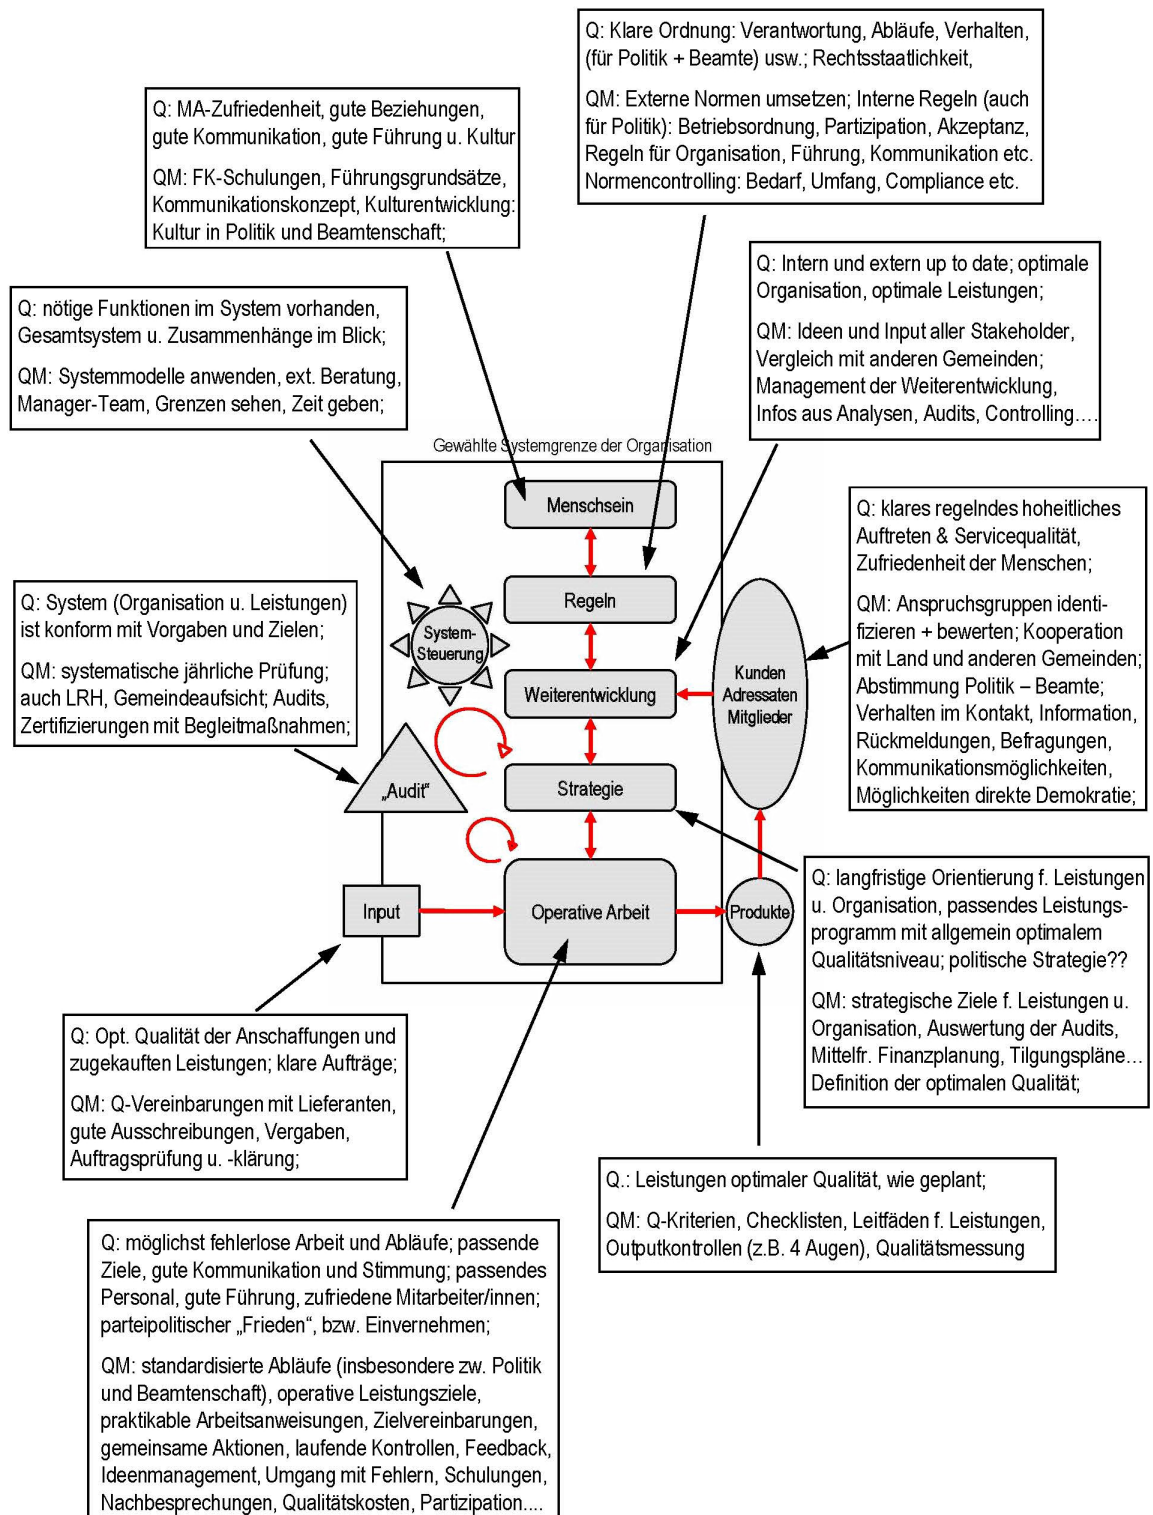 Q: Klare Ordnung: Verantwortung, Abläufe, Verhalten,
(für Politik + Beamte) usw.; Rechtsstaatlichkeit,
QM: Externe Normen umsetzen; Interne Regeln (auch
für Politik): Betriebsordnung, Partizipation, Akzeptanz,
Regeln für Organisation, Führung, Kommunikation etc.
Normencontrolling: Bedarf, Umfang, Compliance etc.
Q: MA-Zufriedenheit, gute Beziehungen,
gute Kommunikation, gute Führung u. Kultur
QM: FK-Schulungen, Führungsgrundsätze,
Kommunikationskonzept, Kulturentwicklung:
Kultur in Politik und Beamtenschaft;
Q: Intern und extern up to date; optimale
Organisation, optimale Leistungen;
QM: Ideen und Input aller Stakeholder,
Vergleich mit anderen Gemeinden;
Management der Weiterentwicklung,
Infos aus Analysen, Audits, Controlling….
Q: nötige Funktionen im System vorhanden,
Gesamtsystem u. Zusammenhänge im Blick;
QM: Systemmodelle anwenden, ext. Beratung,
Manager-Team, Grenzen sehen, Zeit geben;
Gewählte Systemgrenze der Organisation
Menschsein
Regeln
System-
Steuerung
Weiterentwicklung
Kunden
Adressaten
Mitglieder
Strategie
„Audit“
Input
Operative Arbeit
Produkte
Q: klares regelndes hoheitliches
Auftreten & Servicequalität,
Zufriedenheit der Menschen;
QM: Anspruchsgruppen identi-
fizieren + bewerten; Kooperation
mit Land und anderen Gemeinden;
Abstimmung Politik – Beamte;
Verhalten im Kontakt, Information,
Rückmeldungen, Befragungen,
Kommunikationsmöglichkeiten,
Möglichkeiten direkte Demokratie;
Q: System (Organisation u. Leistungen)
ist konform mit Vorgaben und Zielen;
QM: systematische jährliche Prüfung;
auch LRH, Gemeindeaufsicht; Audits,
Zertifizierungen mit Begleitmaßnahmen;
Q: langfristige Orientierung f. Leistungen
u. Organisation, passendes Leistungs-
programm mit allgemein optimalem
Qualitätsniveau; politische Strategie??
QM: strategische Ziele f. Leistungen u.
Organisation, Auswertung der Audits,
Mittelfr. Finanzplanung, Tilgungspläne…
Definition der optimalen Qualität;
Q: Opt. Qualität der Anschaffungen und
zugekauften Leistungen; klare Aufträge;
QM: Q-Vereinbarungen mit Lieferanten,
gute Ausschreibungen, Vergaben,
Auftragsprüfung u. -klärung;
Q.: Leistungen optimaler Qualität, wie geplant;
QM: Q-Kriterien, Checklisten, Leitfäden f. Leistungen,
Outputkontrollen (z.B. 4 Augen), Qualitätsmessung
Q: möglichst fehlerlose Arbeit und Abläufe; passende
Ziele, gute Kommunikation und Stimmung; passendes
Personal, gute Führung, zufriedene Mitarbeiter/innen;
parteipolitischer „Frieden“, bzw. Einvernehmen;
QM: standardisierte Abläufe (insbesondere zw. Politik
und Beamtenschaft), operative Leistungsziele,
praktikable Arbeitsanweisungen, Zielvereinbarungen,
gemeinsame Aktionen, laufende Kontrollen, Feedback,
Ideenmanagement, Umgang mit Fehlern, Schulungen,
Nachbesprechungen, Qualitätskosten, Partizipation....